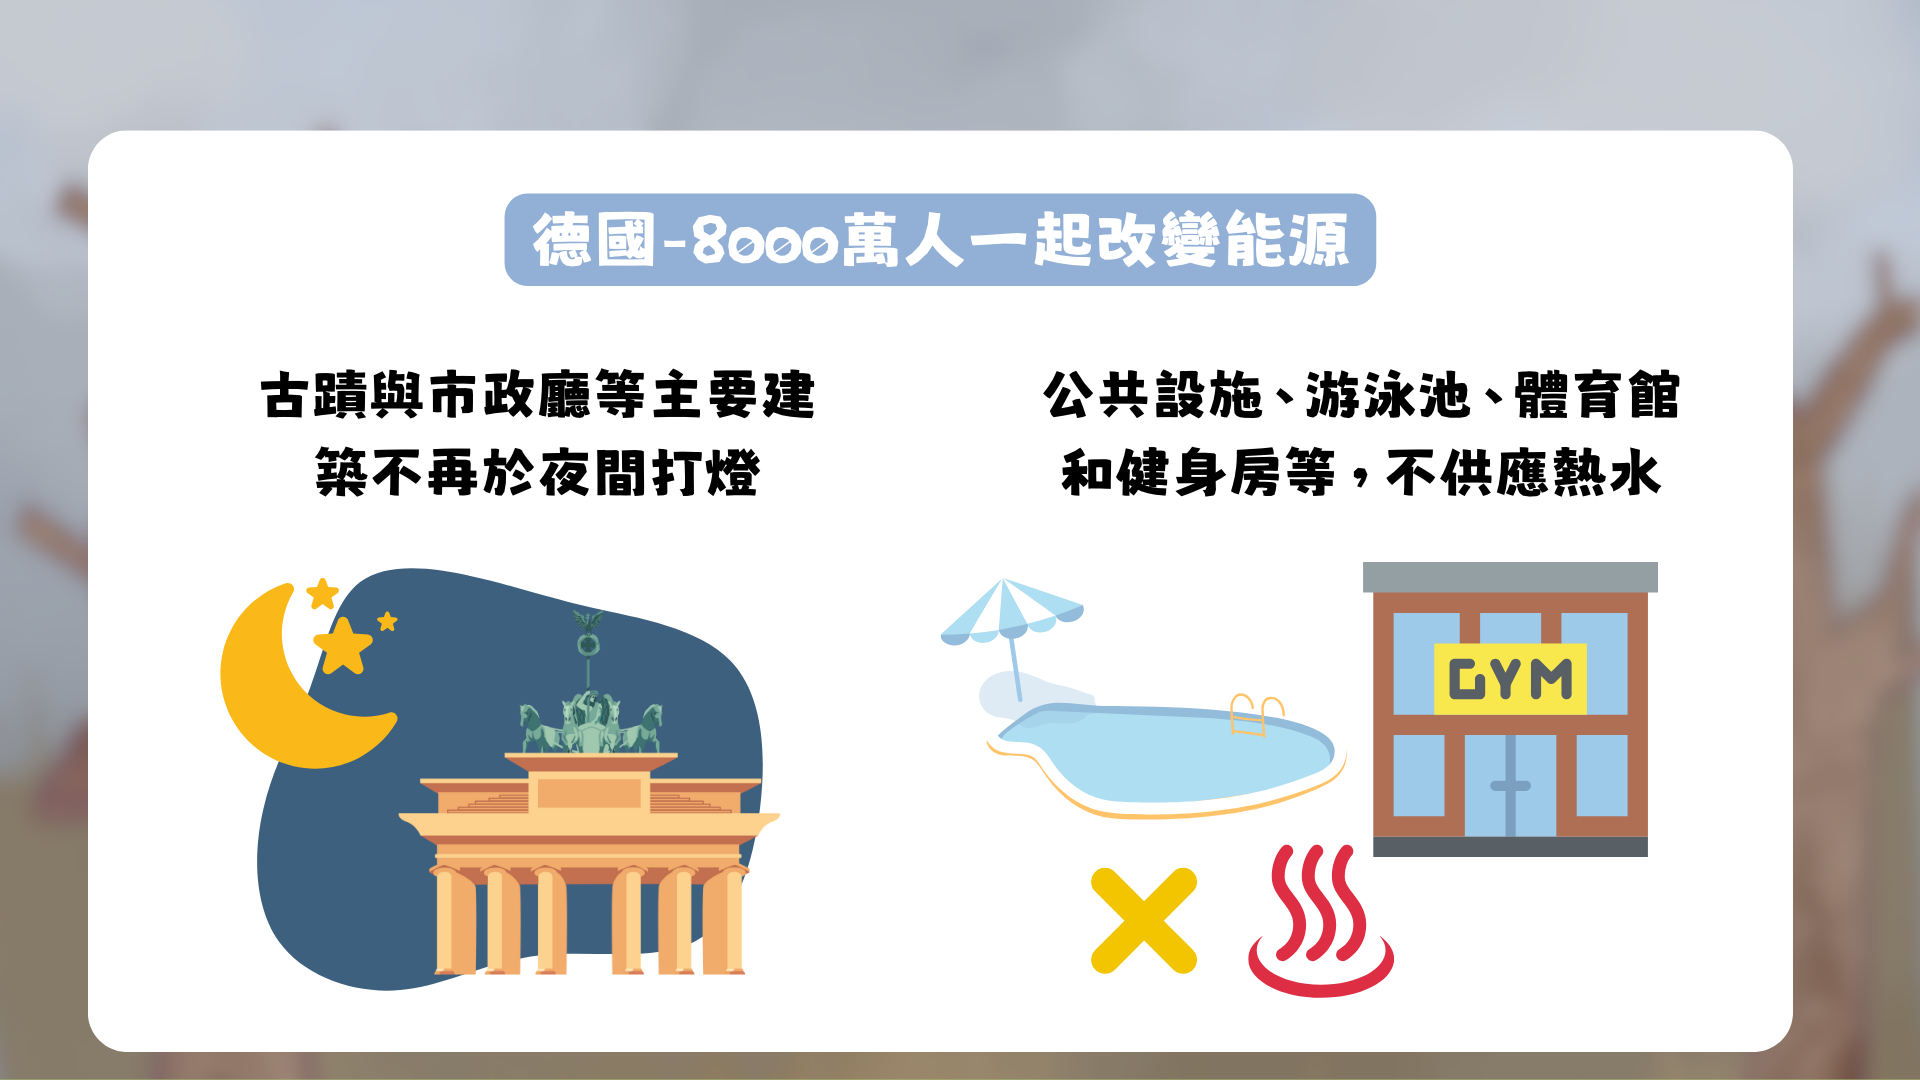 德國-8000萬人一起改變能源
古蹟與市政廳等主要建
築不再於夜間打燈
公共設施、游泳池、體育館
和健身房等，不供應熱水
GYM